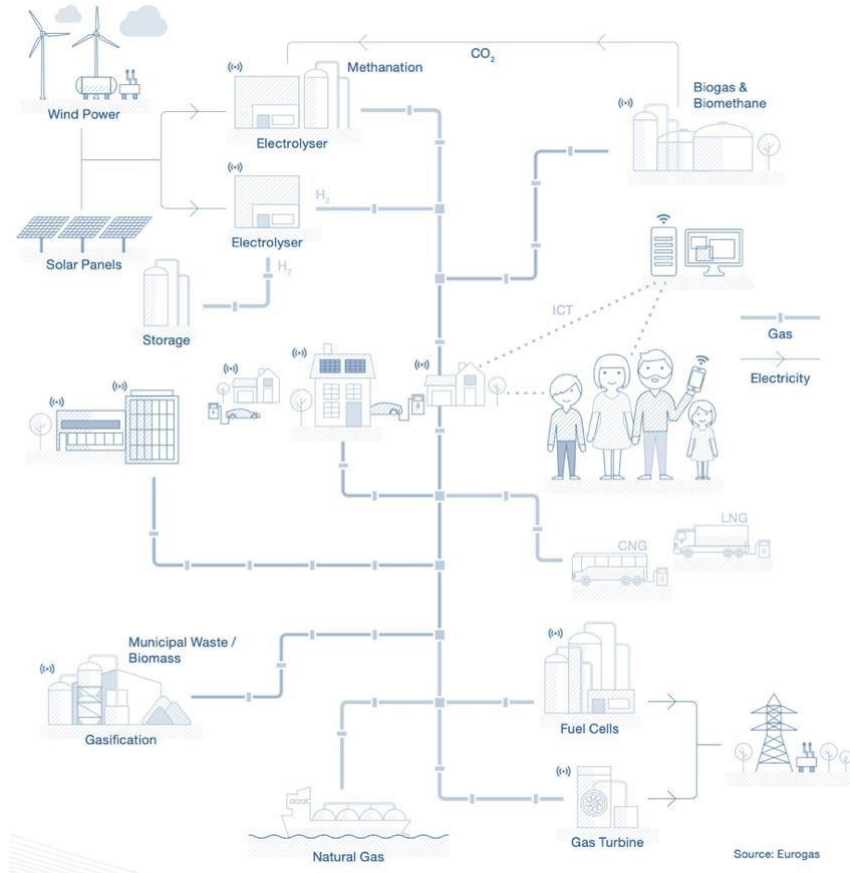 CO2
Methanation
Biogas &
Biomethane
Wind Power
Electrolyser
H2
Electrolyser
Solar Panels
H2
Storage
ICT
Gas
Electricity
LNG
CNG
Municipal Waste /
Biomass
Gasification
Fuel Cells
Gas Turbine
Natural Gas
Source: Eurogas